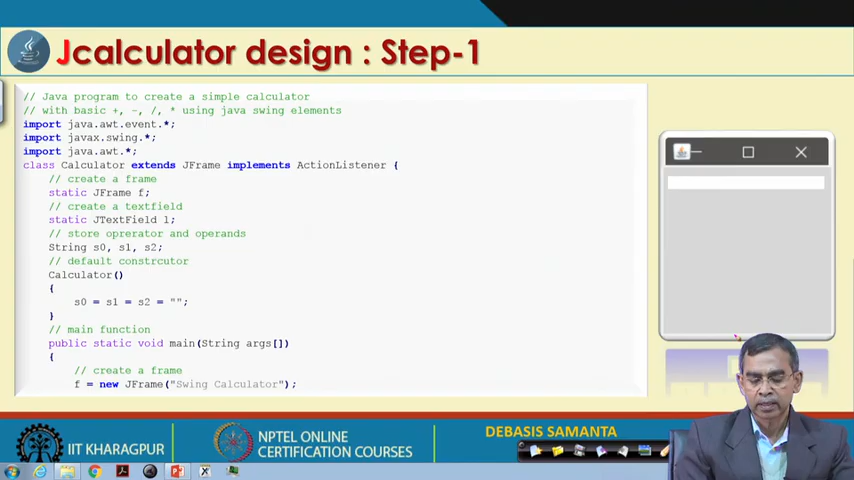 Jcalculator design : Step-1
// Java program to create a simple calculator
// with basic +, -, /, * using java swing elements
import java.awt.event.*;
import javax.swing.*;
import java.awt.*;
class Calculator extends JFrame implements ActionListener {
// create a frame
static JFrame f;
// create a textfield
static JTextField l;
// store oprerator and operands
String s0, s1, s2;
// default constrcutor
Calculator()
{
s0 = s1 = s2 = "";
}
// main function
public static void main(String args[])
{
// create a frame
f = new JFrame("Swing Calculator");
IIT KHARAGPUR
NPTEL ONLINE
CERTIFICATION COURSES
DEBASIS SAMANTA